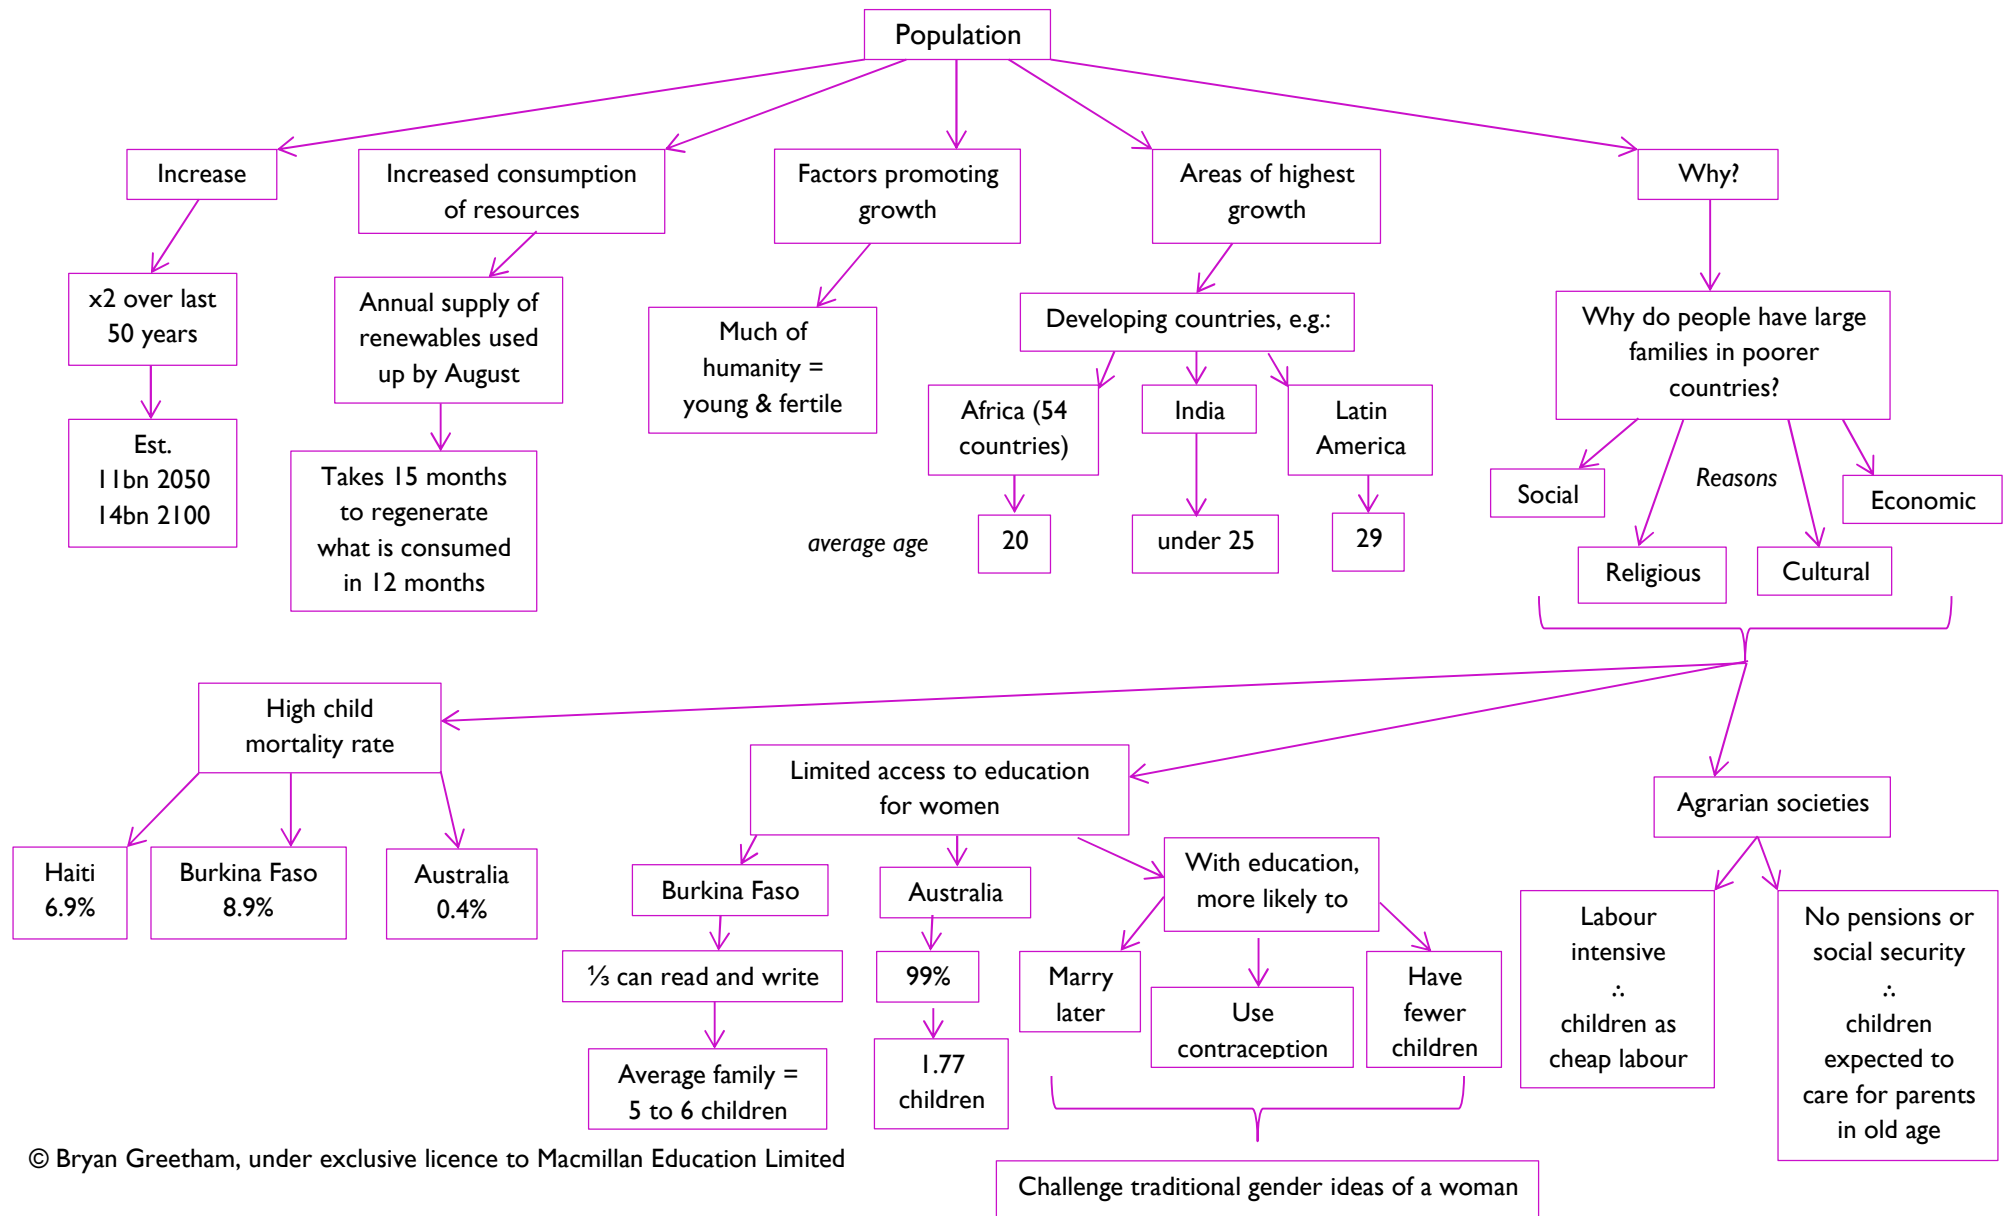 Population
Increase
Increased consumption
of resources
Factors promoting
growth
Areas of highest
growth
Why?
x2 over last
50 years
Annual supply of
renewables used
up by August
Much of
humanity =
young & fertile
Developing countries, e.g.:
Why do people have large
families in poorer
countries?
Est.
11bn 2050
14bn 2100
Takes 15 months
to regenerate
what is consumed
in 12 months
Africa (54
countries)
India
Latin
America
average age
20
under 25
29
Reasons
Social
Religious
Cultural
Economic
High child
mortality rate
Haiti
6.9%
Burkina Faso
8.9%
Australia
0.4%
Limited access to education
for women
Burkina Faso
⅓ can read and write
Average family =
5 to 6 children
Australia
99%
1.77
children
With education,
more likely to
Marry
later
Use
contraception
Have
fewer
children
Challenge traditional gender ideas of a woman
Agrarian societies
Labour
intensive
∴
children as
cheap labour
No pensions or
social security
∴
children
expected to
care for parents
in old age
© Bryan Greetham, under exclusive licence to Macmillan Education Limited